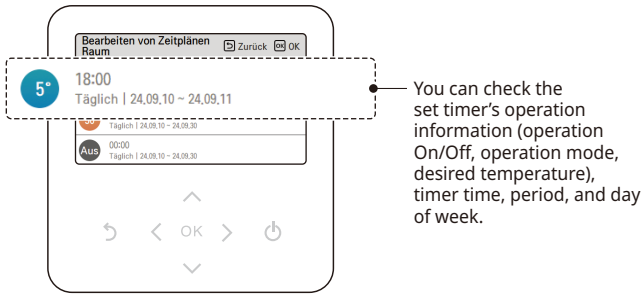 Bearbeiten von Zeitplänen
Raum
Zurück OK OK
5°
18:00
Täglich | 24.09.10 ~ 24.09.11
Täglich | 24.09.10 ~ 24.09.30
Aus
00:00
Täglich | 24.09.10 ~ 24.09.30
OK
You can check the
set timer's operation
information (operation
On/Off, operation mode,
desired temperature),
timer time, period, and day
of week.